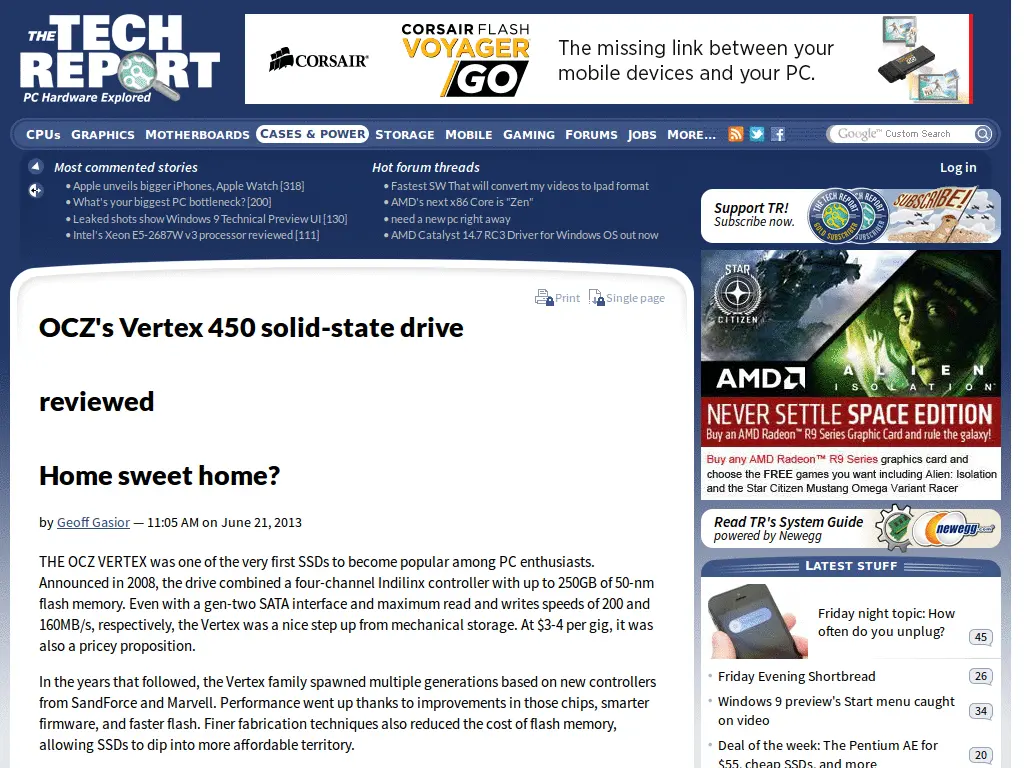 THE TECH
REPORT
PC Hardware Explored
CORSAIR
CORSAIR FLASH
VOYAGER
GO
The missing link between your
mobile devices and your PC.
CPUs GRAPHICS MOTHERBOARDS CASES & POWER STORAGE MOBILE GAMING FORUMS JOBS MORE...
Google™ Custom Search
Most commented stories
• Apple unveils bigger iPhones, Apple Watch [318]
• What's your biggest PC bottleneck? [200]
• Leaked shots show Windows 9 Technical Preview UI [130]
• Intel's Xeon E5-2687W v3 processor reviewed [111]
Hot forum threads
• Fastest SW That will convert my videos to Ipad format
• AMD's next x86 Core is "Zen"
• need a new pc right away
• AMD Catalyst 14.7 RC3 Driver for Windows OS out now
Log in
Support TR!
Subscribe now.
SUBSCRIBE!
Print
Single page
OCZ's Vertex 450 solid-state drive
reviewed
Home sweet home?
by Geoff Gasior — 11:05 AM on June 21, 2013
THE OCZ VERTEX was one of the very first SSDs to become popular among PC enthusiasts.
Announced in 2008, the drive combined a four-channel Indilinx controller with up to 250GB of 50-nm
flash memory. Even with a gen-two SATA interface and maximum read and writes speeds of 200 and
160MB/s, respectively, the Vertex was a nice step up from mechanical storage. At $3-4 per gig, it was
also a pricey proposition.
In the years that followed, the Vertex family spawned multiple generations based on new controllers
from SandForce and Marvell. Performance went up thanks to improvements in those chips, smarter
firmware, and faster flash. Finer fabrication techniques also reduced the cost of flash memory,
allowing SSDs to dip into more affordable territory.
STAR
CITIZEN
AMD
ALIEN
ISOLATION™
NEVER SETTLE SPACE EDITION
Buy an AMD Radeon™ R9 Series Graphic Card and rule the galaxy!
Buy any AMD Radeon™ R9 Series graphics card and
choose the FREE games you want including Alien: Isolation
and the Star Citizen Mustang Omega Variant Racer
Read TR's System Guide
powered by Newegg
newegg.com
LATEST STUFF
Friday night topic: How
often do you unplug?
45
Friday Evening Shortbread
26
Windows 9 preview's Start menu caught
on video
34
Deal of the week: The Pentium AE for
$55, cheap SSDs, and more
20